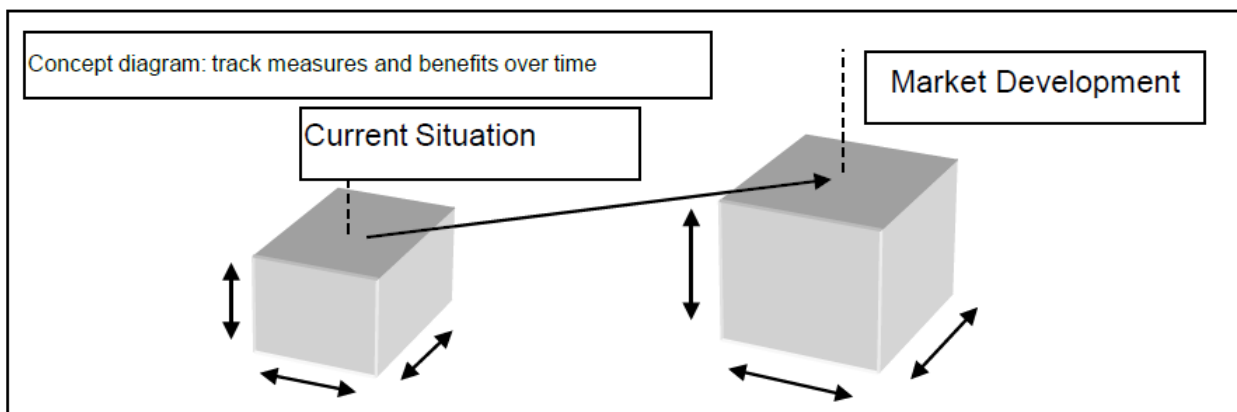 Concept diagram: track measures and benefits over time
Current Situation
Market Development